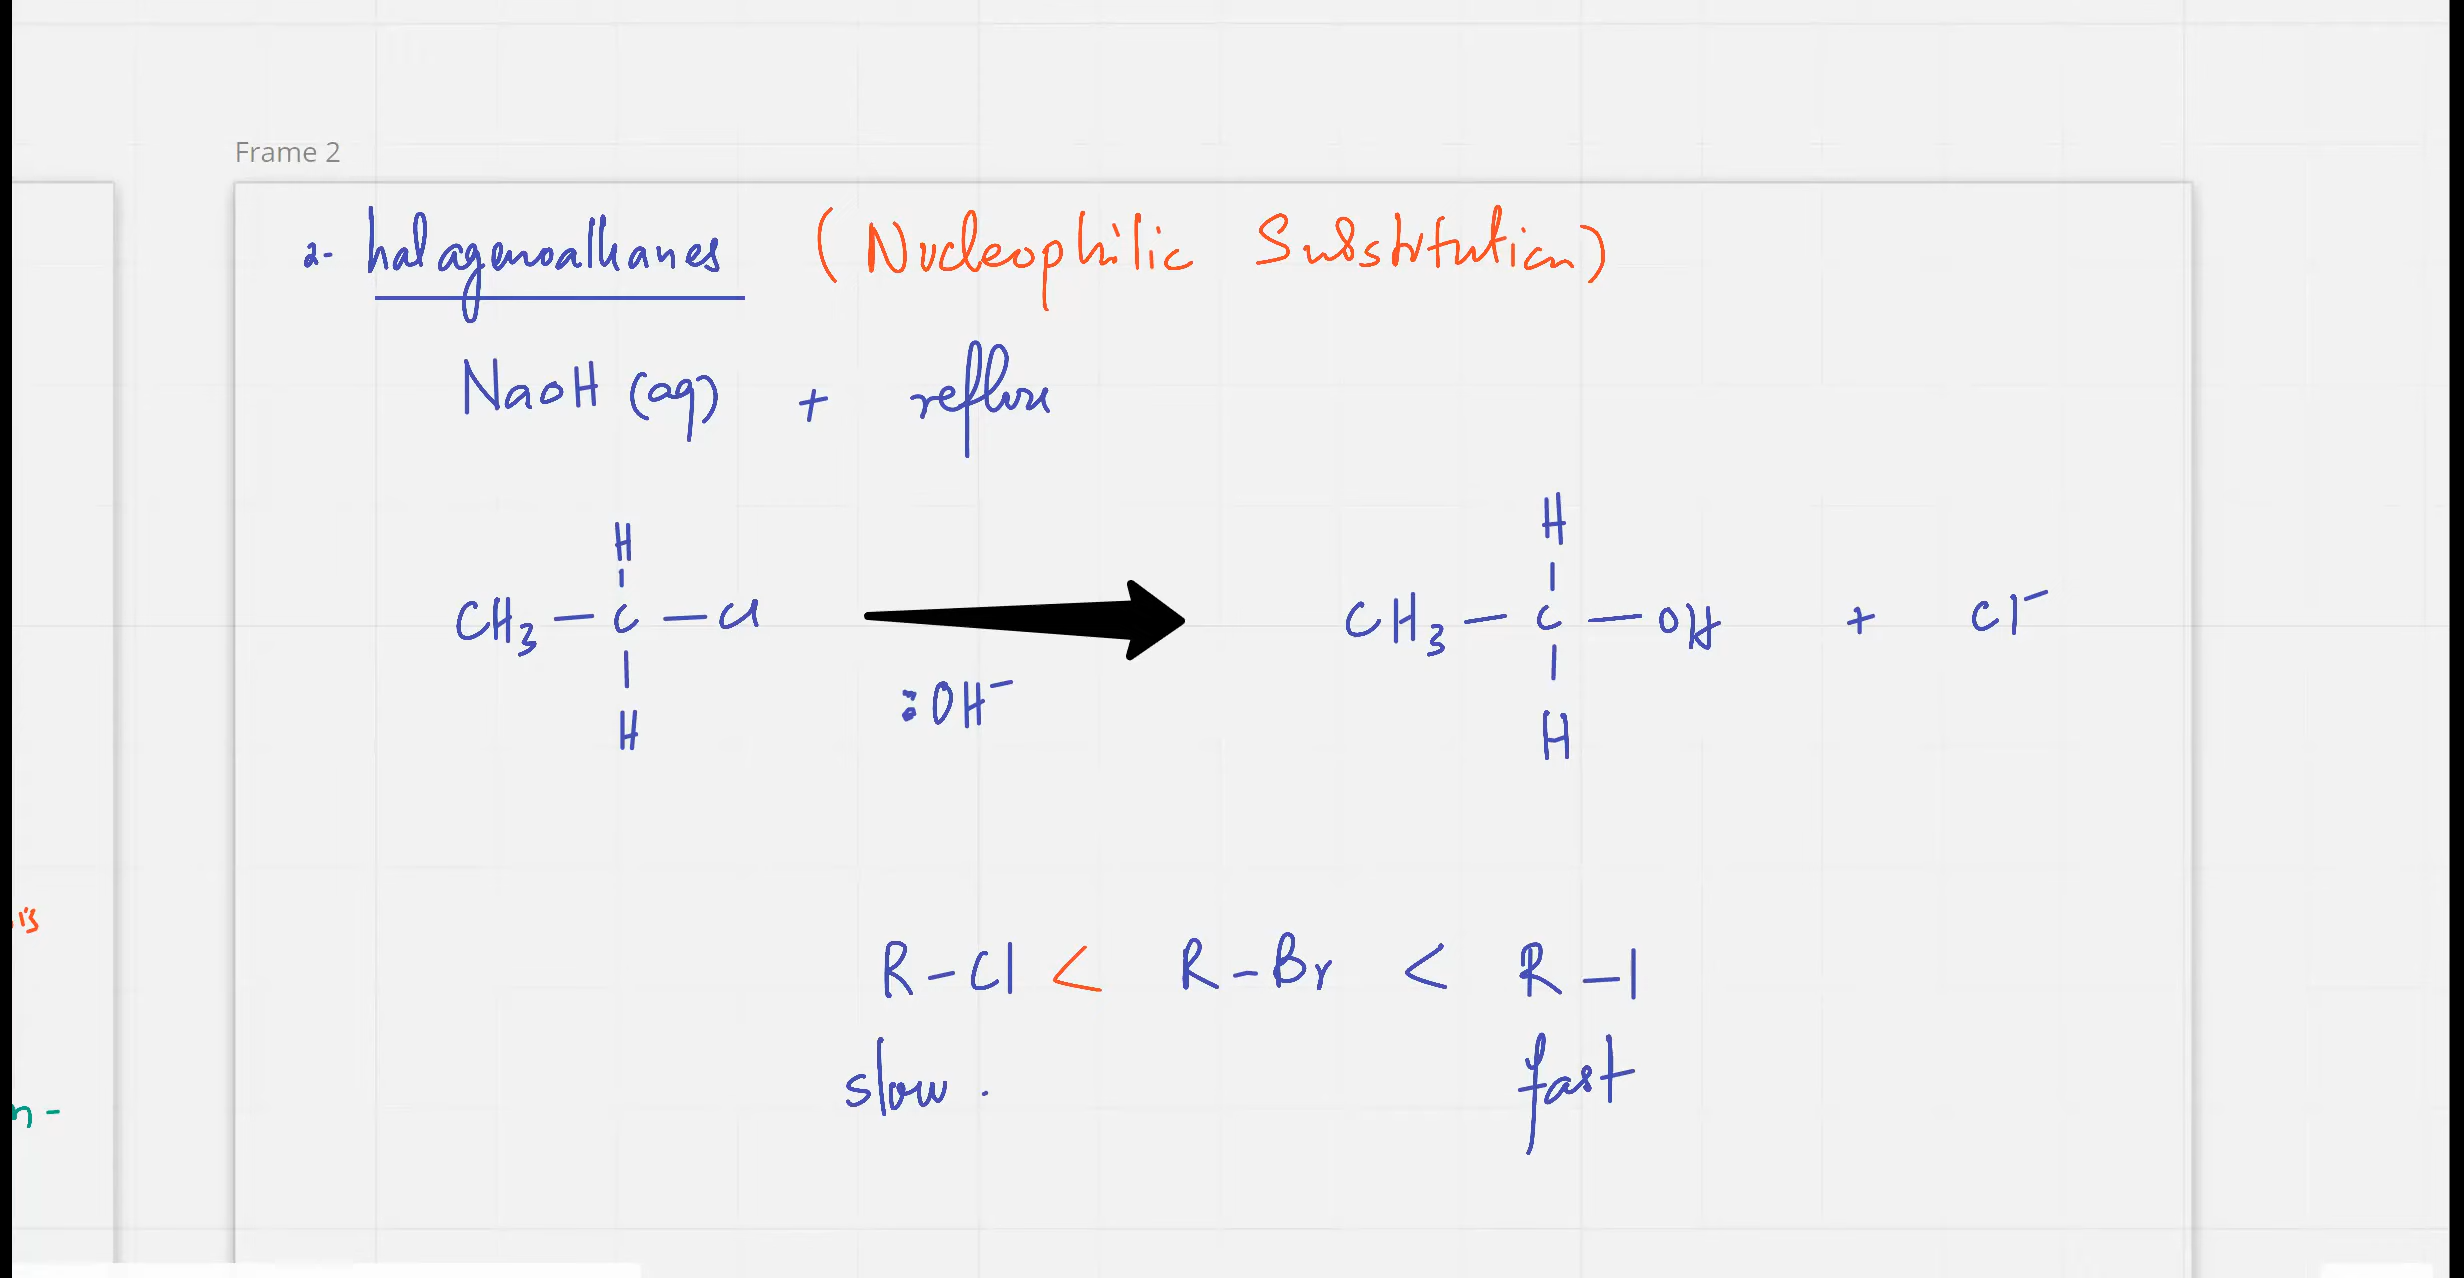 Frame 2
2- halogenoalkanes (Nucleophilic Substitution)
NaOH (aq) + reflux
H
CH₃ – C – Cl
H
:OH⁻
H
CH₃ – C – OH + Cl⁻
H
is
R – Cl < R – Br < R – I
slow. fast
n -